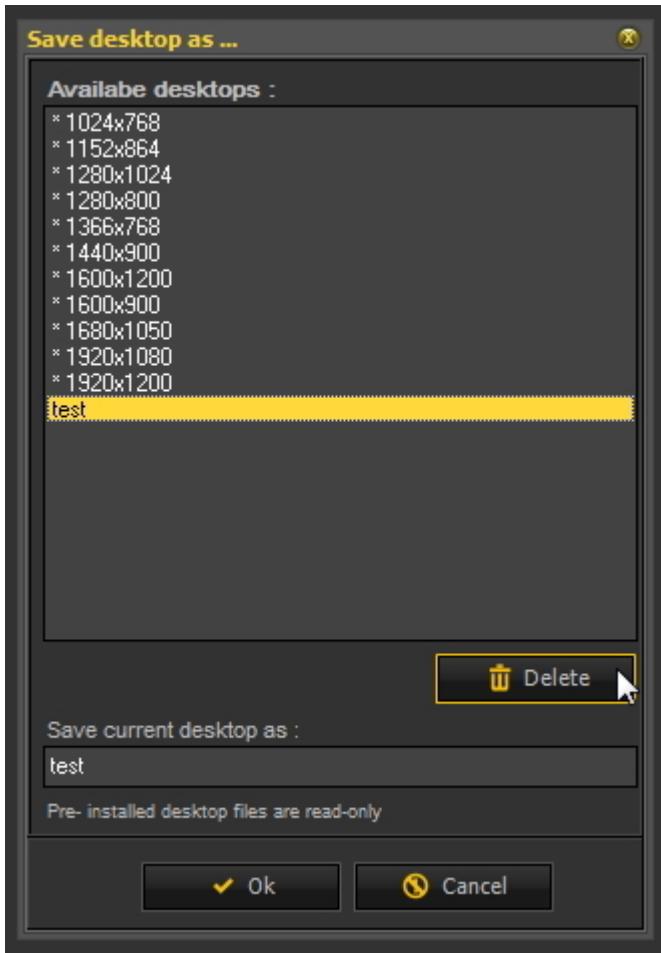 Save desktop as ...
Availabe desktops :
* 1024x768
* 1152x864
* 1280x1024
* 1280x800
* 1366x768
* 1440x900
* 1600x1200
* 1600x900
* 1680x1050
* 1920x1080
* 1920x1200
test
Delete
Save current desktop as :
test
Pre- installed desktop files are read-only
Ok Cancel